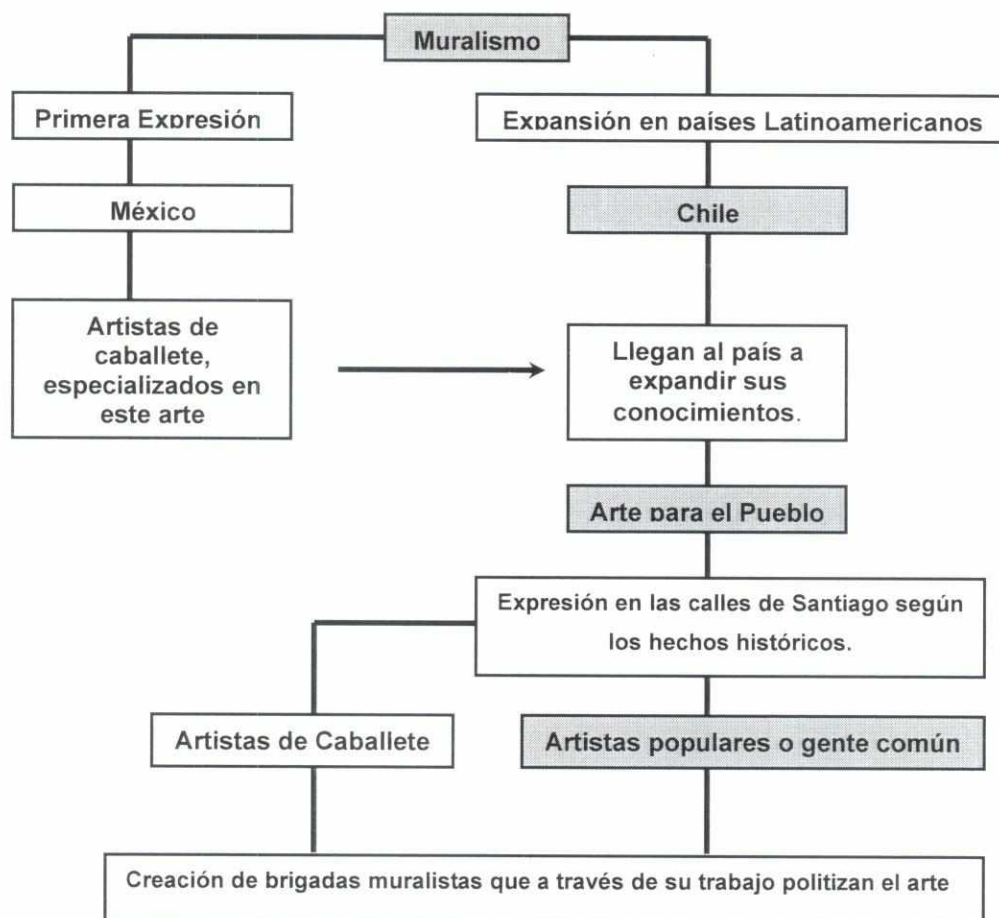 Muralismo
Primera Expresión
Expansión en países Latinoamericanos
México
Chile
Artistas de
caballete,
especializados en
este arte
Llegan al país a
expandir sus
conocimientos.
Arte para el Pueblo
Expresión en las calles de Santiago según
los hechos históricos.
Artistas de Caballete
Artistas populares o gente común
Creación de brigadas muralistas que a través de su trabajo politizan el arte